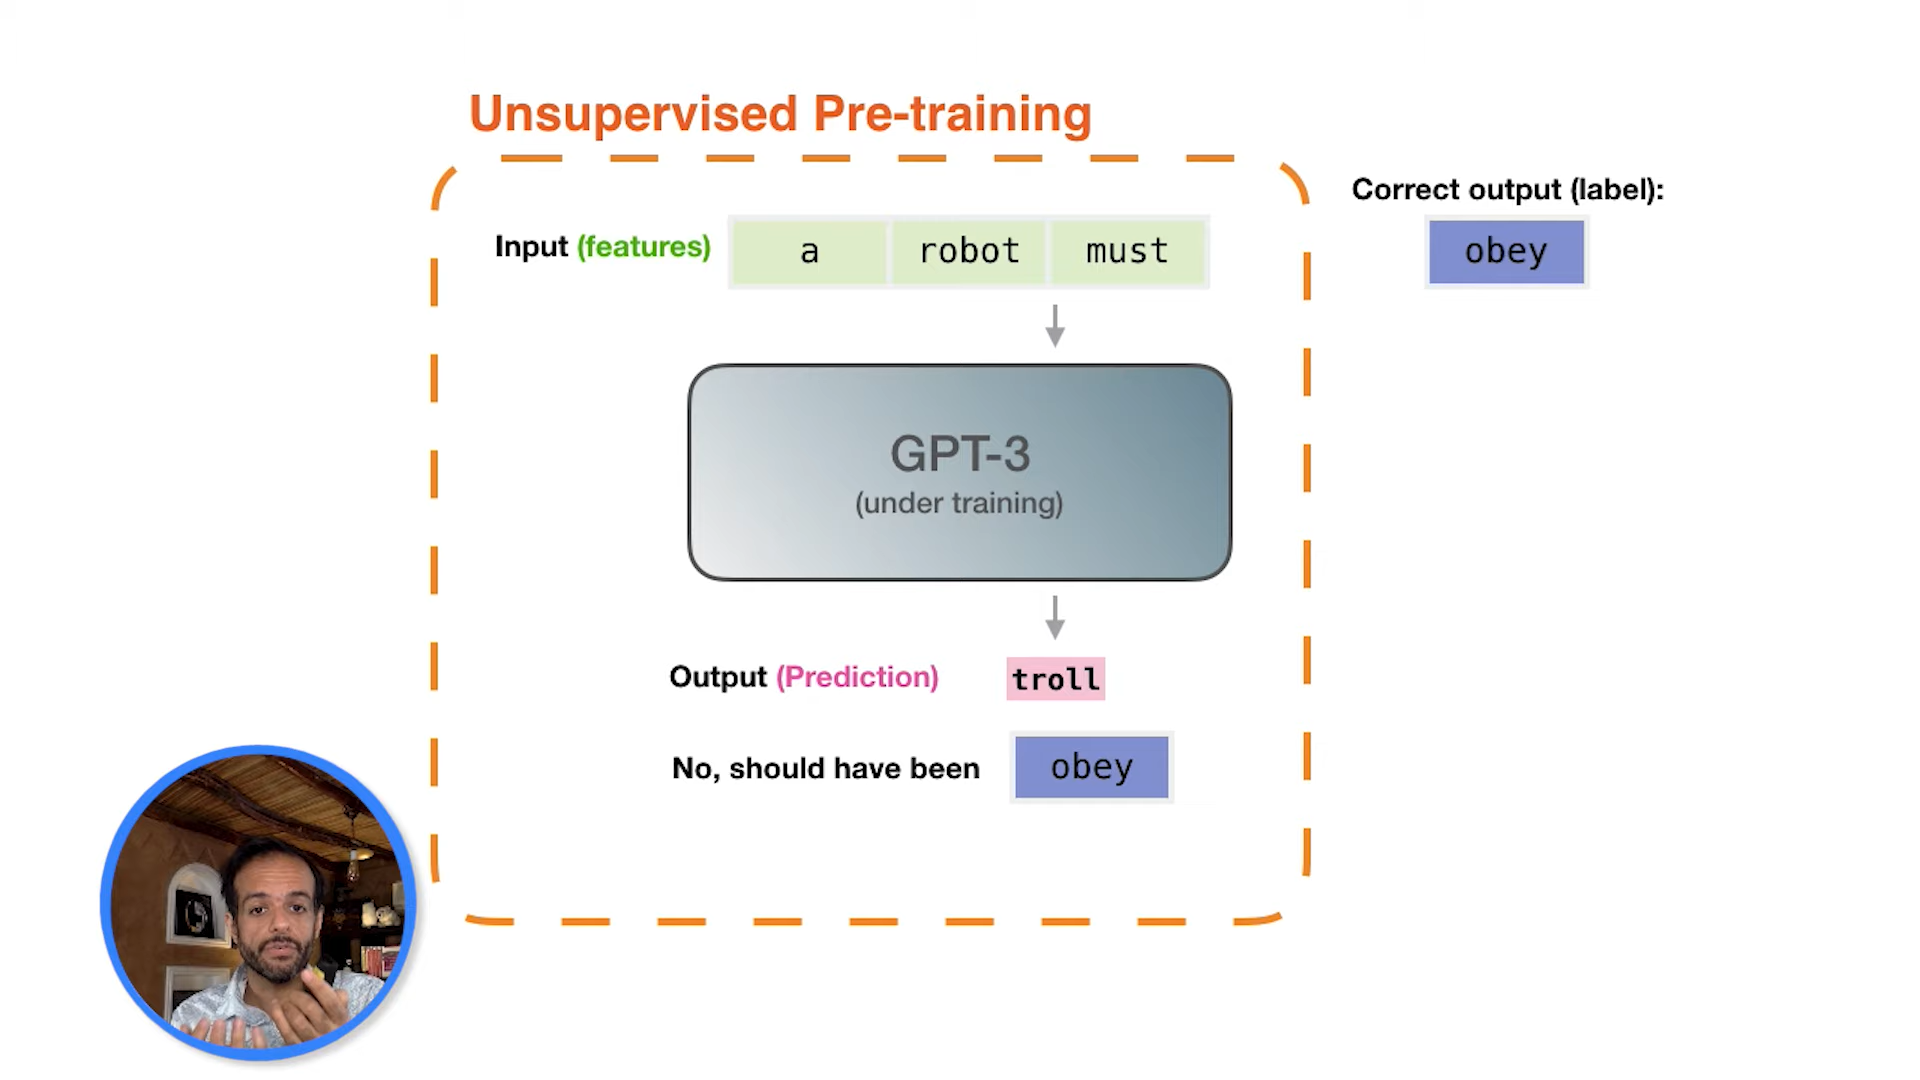 Unsupervised Pre-training
Correct output (label):
Input (features) a robot must
obey
GPT-3
(under training)
Output (Prediction) troll
No, should have been obey